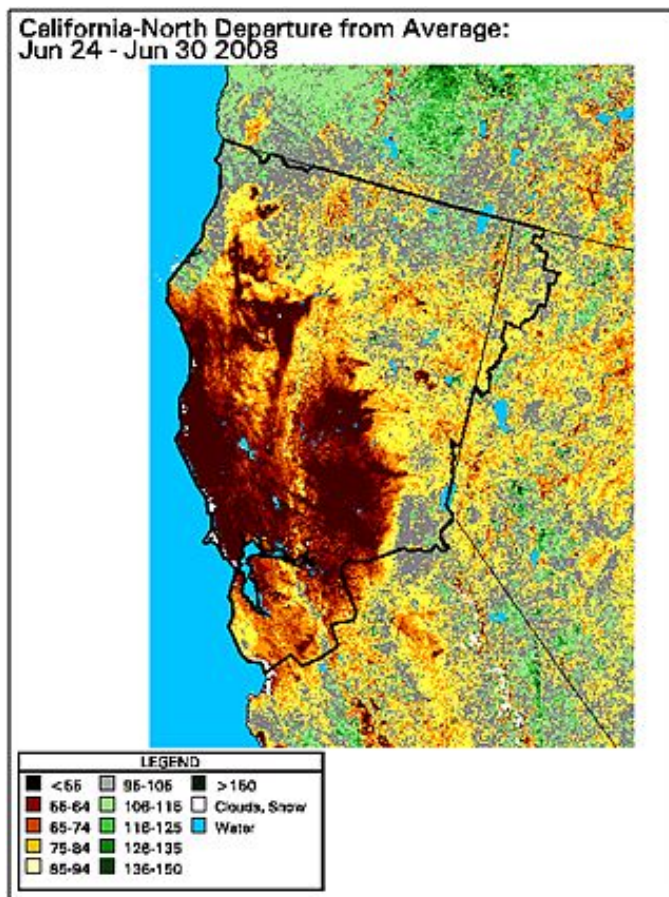 California-North Departure from Average:
Jun 24 - Jun 30 2008
LEGEND
<55
55-64
65-74
75-84
85-94
95-105
106-115
116-125
126-135
136-150
>150
Clouds, Snow
Water